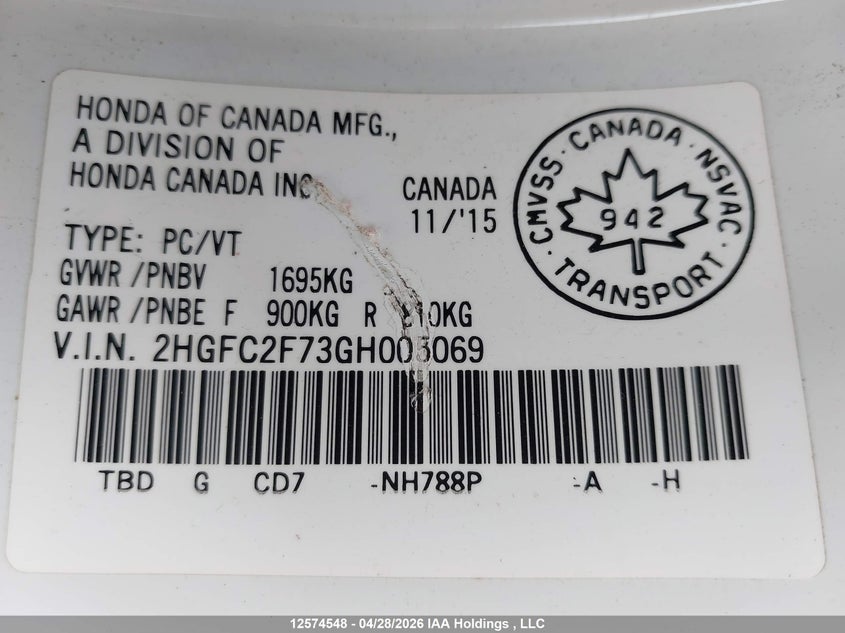 HONDA OF CANADA MFG.,
A DIVISION OF
HONDA CANADA INC
CANADA
11/'15
TYPE: PC/VT
GVWR /PNBV 1695KG
GAWR /PNBE F 900KG R
V.I.N. 2HGFC2F73GH005069
TBD G CD7 -NH788P -A -H
CMVSS · CANADA · NSVAC
942
· TRANSPORT ·
12574548 - 04/28/2026 IAA Holdings , LLC